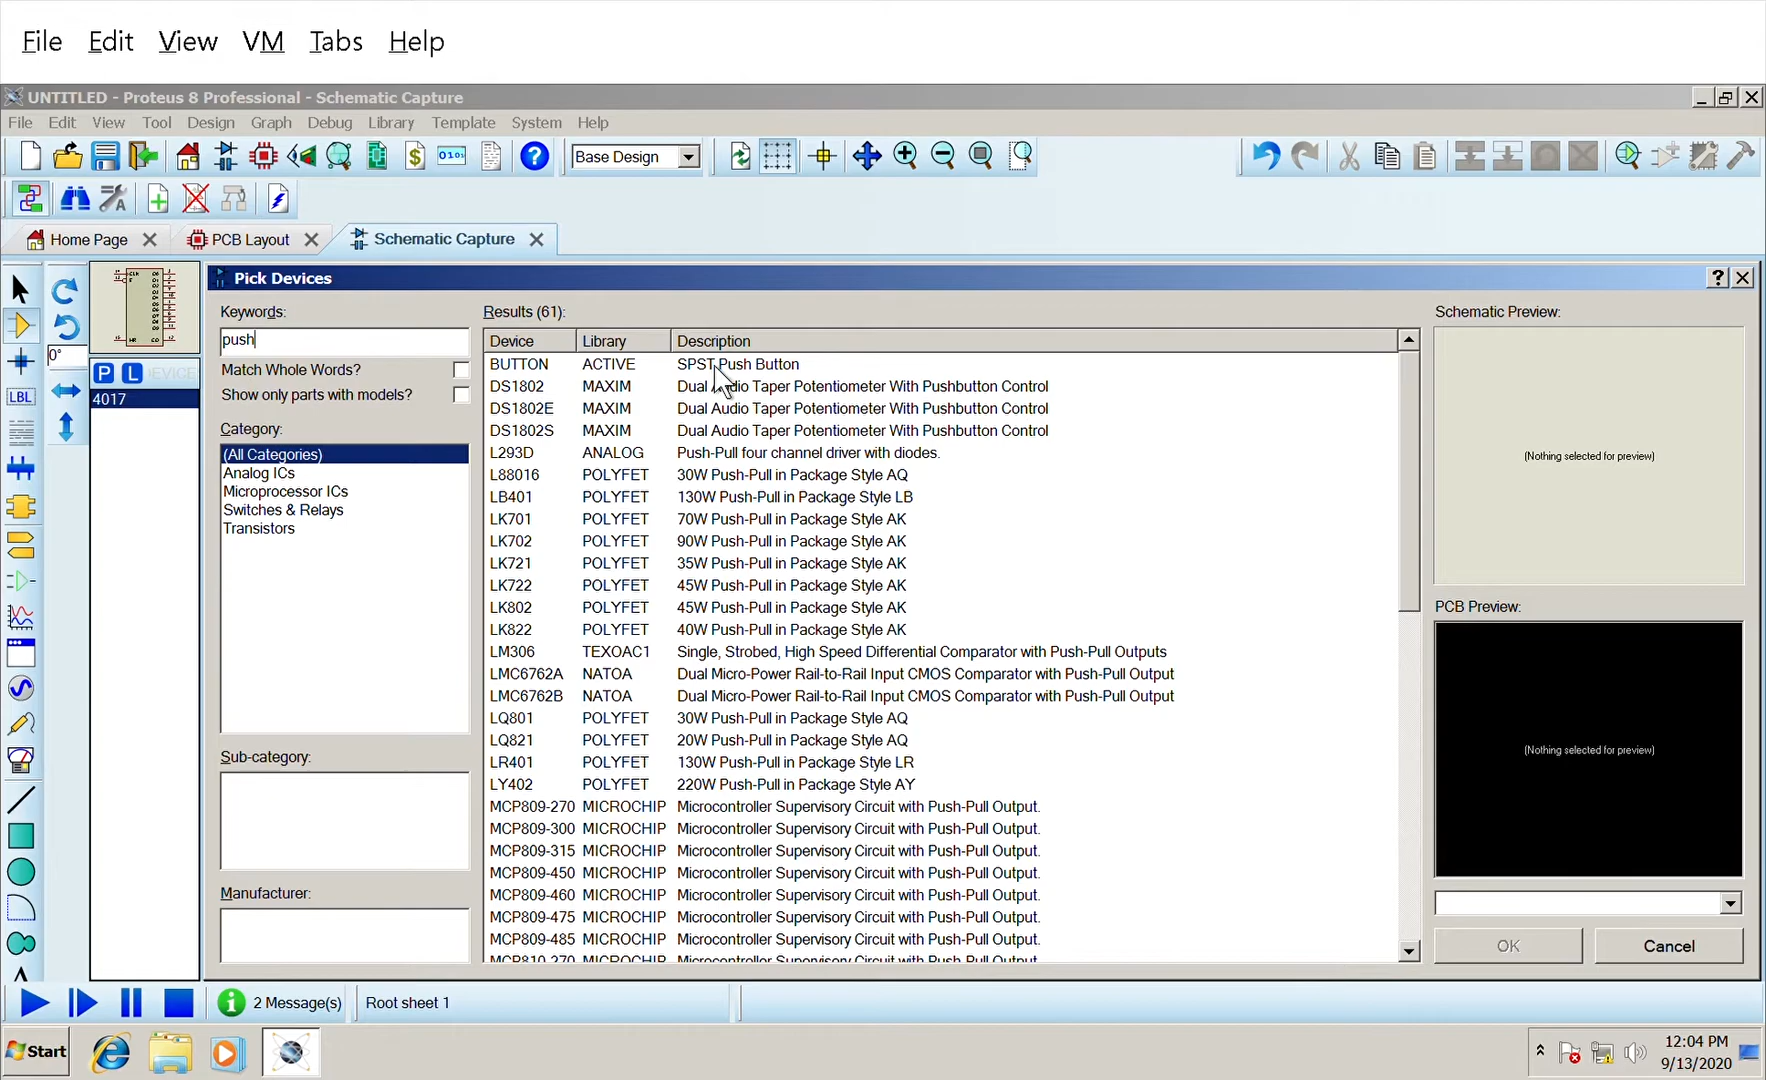 File Edit View VM Tabs Help
UNTITLED - Proteus 8 Professional - Schematic Capture
File Edit View Tool Design Graph Debug Library Template System Help
Base Design
Home Page
PCB Layout
Schematic Capture
Pick Devices
Keywords:
push
Match Whole Words?
Show only parts with models?
Category:
(All Categories)
Analog ICs
Microprocessor ICs
Switches & Relays
Transistors
Sub-category:
Manufacturer:
0°
P L DEVICE
4017
LBL
Results (61):
Device Library Description
BUTTON ACTIVE SPST Push Button
DS1802 MAXIM Dual Audio Taper Potentiometer With Pushbutton Control
DS1802E MAXIM Dual Audio Taper Potentiometer With Pushbutton Control
DS1802S MAXIM Dual Audio Taper Potentiometer With Pushbutton Control
L293D ANALOG Push-Pull four channel driver with diodes.
L88016 POLYFET 30W Push-Pull in Package Style AQ
LB401 POLYFET 130W Push-Pull in Package Style LB
LK701 POLYFET 70W Push-Pull in Package Style AK
LK702 POLYFET 90W Push-Pull in Package Style AK
LK721 POLYFET 35W Push-Pull in Package Style AK
LK722 POLYFET 45W Push-Pull in Package Style AK
LK802 POLYFET 45W Push-Pull in Package Style AK
LK822 POLYFET 40W Push-Pull in Package Style AK
LM306 TEXOAC1 Single, Strobed, High Speed Differential Comparator with Push-Pull Outputs
LMC6762A NATOA Dual Micro-Power Rail-to-Rail Input CMOS Comparator with Push-Pull Output
LMC6762B NATOA Dual Micro-Power Rail-to-Rail Input CMOS Comparator with Push-Pull Output
LQ801 POLYFET 30W Push-Pull in Package Style AQ
LQ821 POLYFET 20W Push-Pull in Package Style AQ
LR401 POLYFET 130W Push-Pull in Package Style LR
LY402 POLYFET 220W Push-Pull in Package Style AY
MCP809-270 MICROCHIP Microcontroller Supervisory Circuit with Push-Pull Output.
MCP809-300 MICROCHIP Microcontroller Supervisory Circuit with Push-Pull Output.
MCP809-315 MICROCHIP Microcontroller Supervisory Circuit with Push-Pull Output.
MCP809-450 MICROCHIP Microcontroller Supervisory Circuit with Push-Pull Output.
MCP809-460 MICROCHIP Microcontroller Supervisory Circuit with Push-Pull Output.
MCP809-475 MICROCHIP Microcontroller Supervisory Circuit with Push-Pull Output.
MCP809-485 MICROCHIP Microcontroller Supervisory Circuit with Push-Pull Output.
MCP810-270 MICROCHIP Microcontroller Supervisory Circuit with Push-Pull Output.
Schematic Preview:
(Nothing selected for preview)
PCB Preview:
(Nothing selected for preview)
OK Cancel
2 Message(s)
Root sheet 1
Start
12:04 PM
9/13/2020